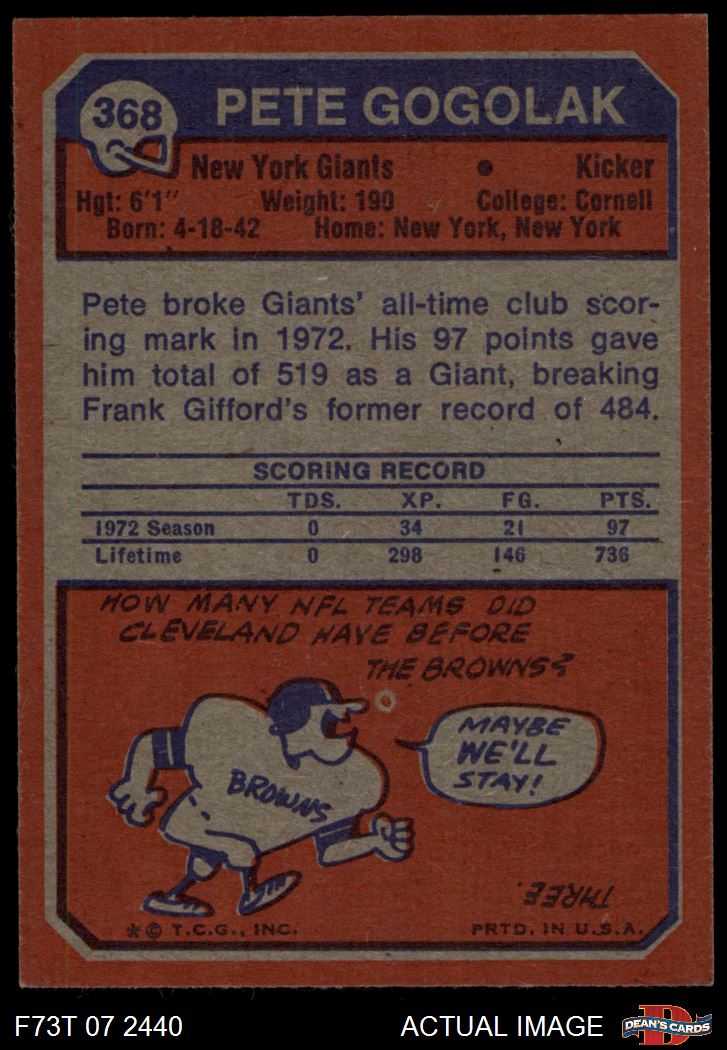 368
PETE GOGOLAK
New York Giants • Kicker
Hgt: 6'1" Weight: 190 College: Cornell
Born: 4-18-42 Home: New York, New York
Pete broke Giants' all-time club scor-
ing mark in 1972. His 97 points gave
him total of 519 as a Giant, breaking
Frank Gifford's former record of 484.
SCORING RECORD
TDS. XP. FG. PTS.
1972 Season 0 34 21 97
Lifetime 0 298 146 736
HOW MANY NFL TEAMS DID
CLEVELAND HAVE BEFORE
THE BROWNS?
MAYBE
WE'LL
STAY!
BROWNS
THREE.
* © T.C.G., INC. PRTD. IN U.S.A.
F73T 07 2440 ACTUAL IMAGE
D
DEAN'S CARDS